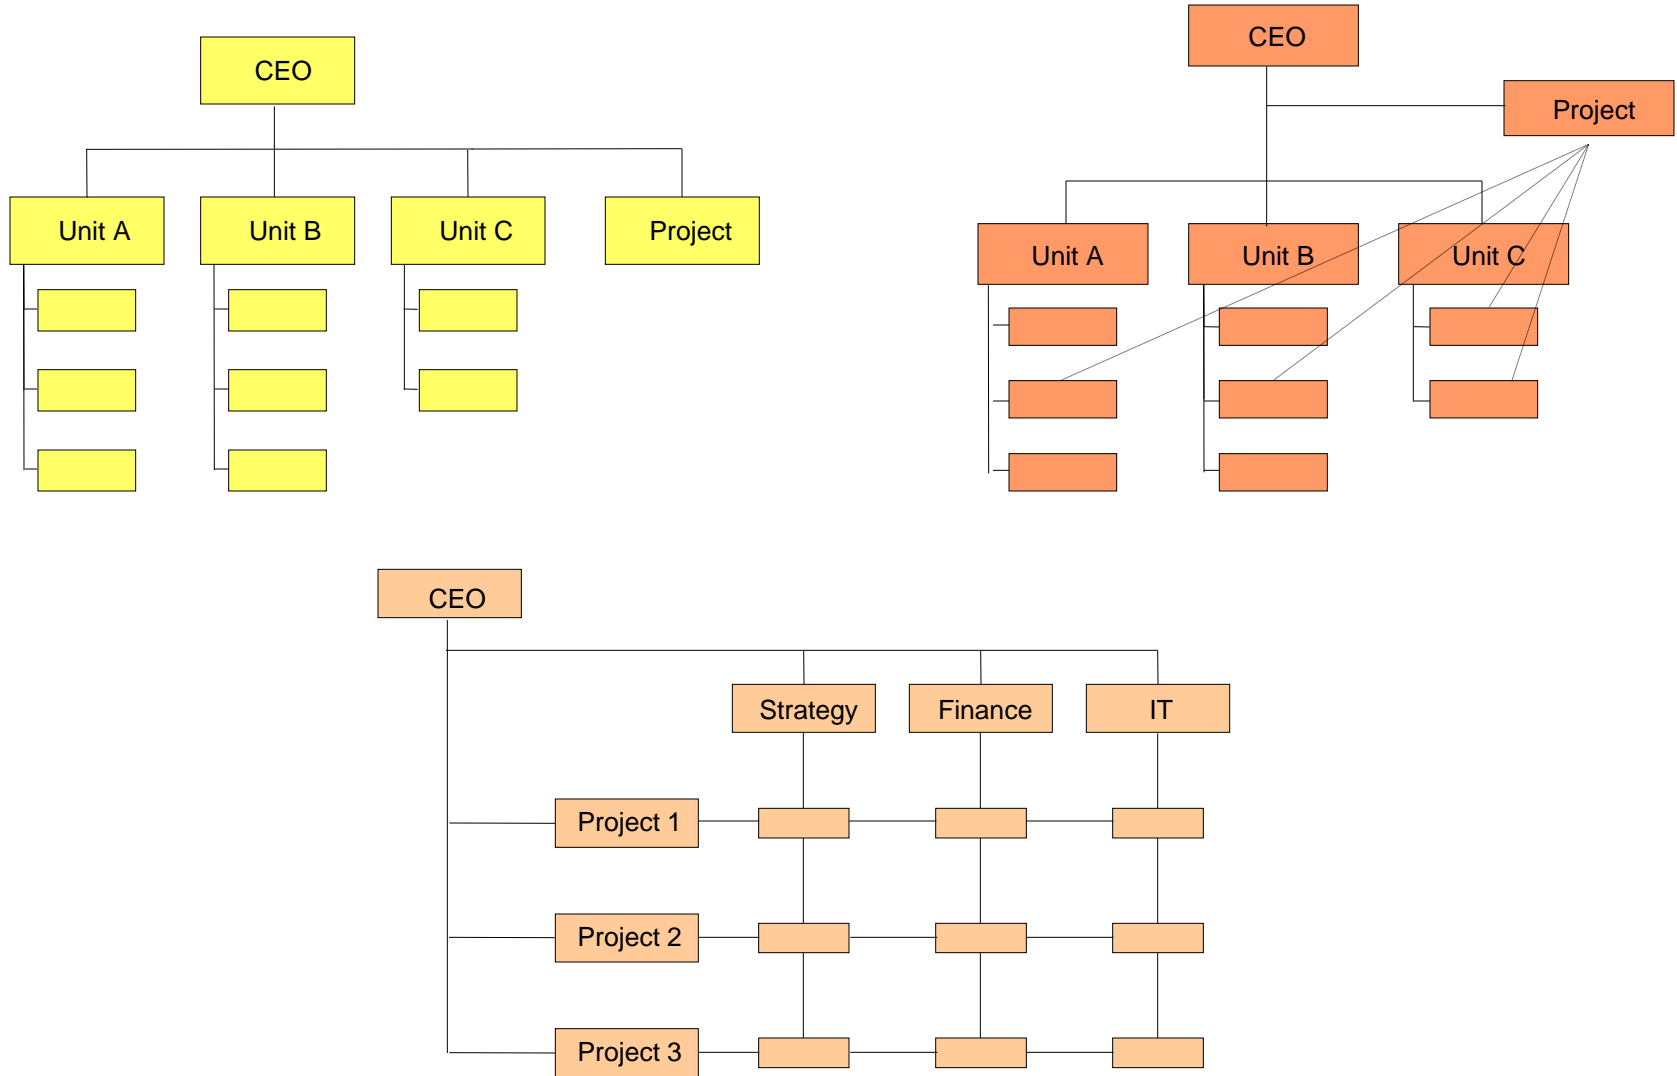 CEO
Unit A
Unit B
Unit C
Project
CEO
Project
Unit A
Unit B
Unit C
CEO
Strategy
Finance
IT
Project 1
Project 2
Project 3